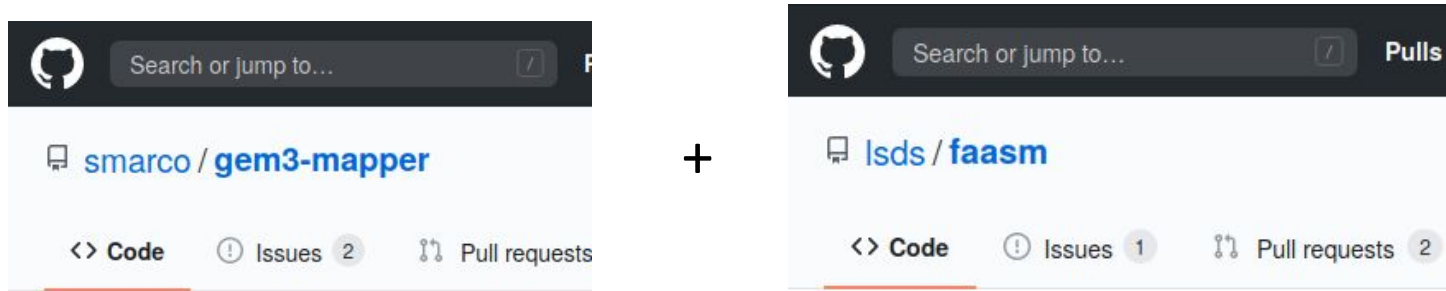 Search or jump to… /
smarco / gem3-mapper
<> Code Issues 2 Pull requests
+
Search or jump to… / Pulls
lsds / faasm
<> Code Issues 1 Pull requests 2